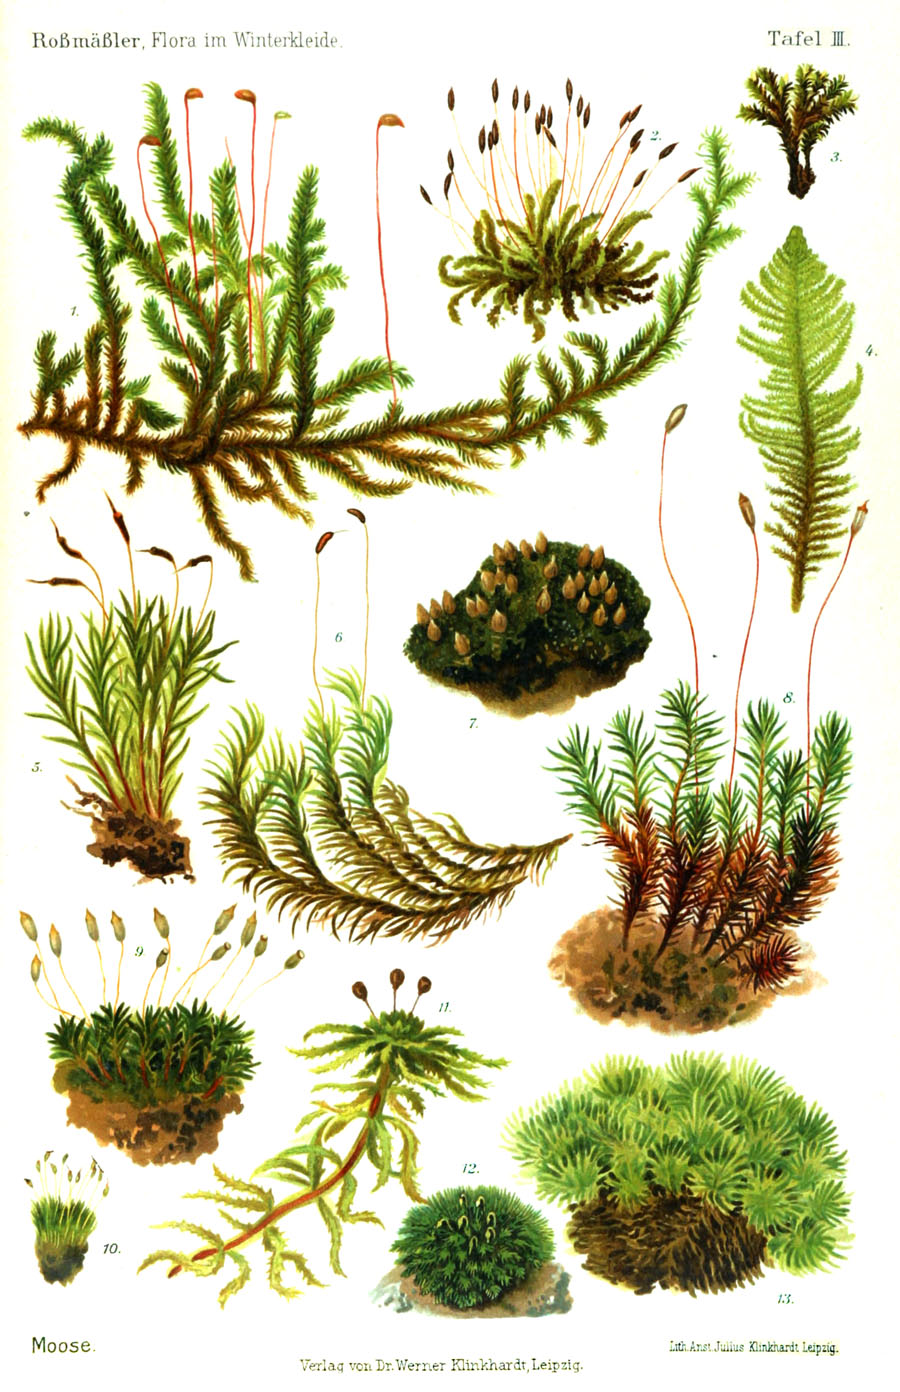 Roßmäßler, Flora im Winterkleide.
Tafel III.
1.
2.
3.
4.
5.
6
7.
8.
9.
10.
11.
12.
13.
Moose.
Lith. Anst. Julius Klinkhardt Leipzig.
Verlag von Dr. Werner Klinkhardt, Leipzig.